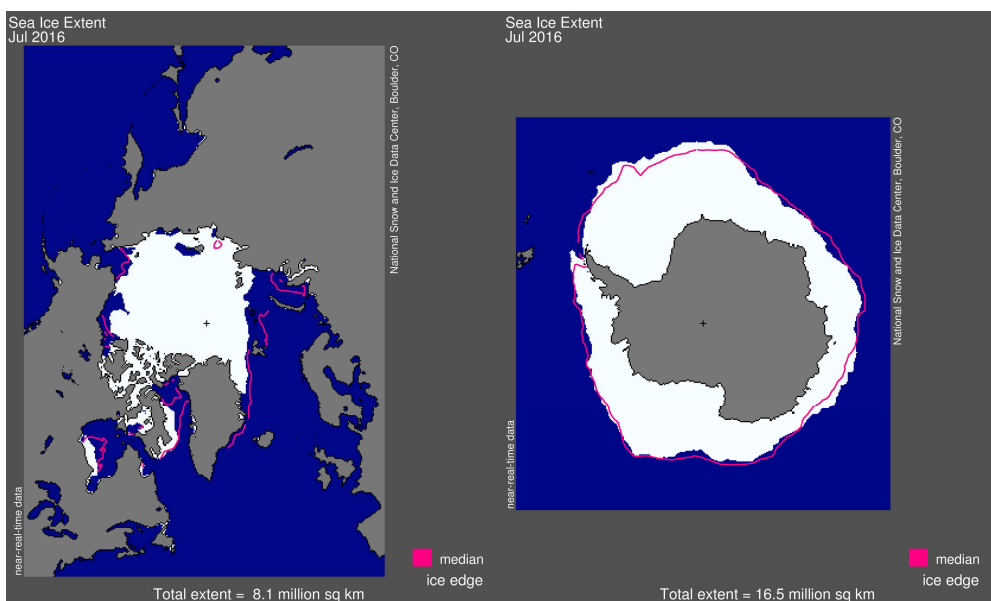 Sea Ice Extent
Jul 2016
National Snow and Ice Data Center, Boulder, CO
near-real-time data
median
ice edge
Total extent = 8.1 million sq km
Sea Ice Extent
Jul 2016
National Snow and Ice Data Center, Boulder, CO
near-real-time data
median
ice edge
Total extent = 16.5 million sq km